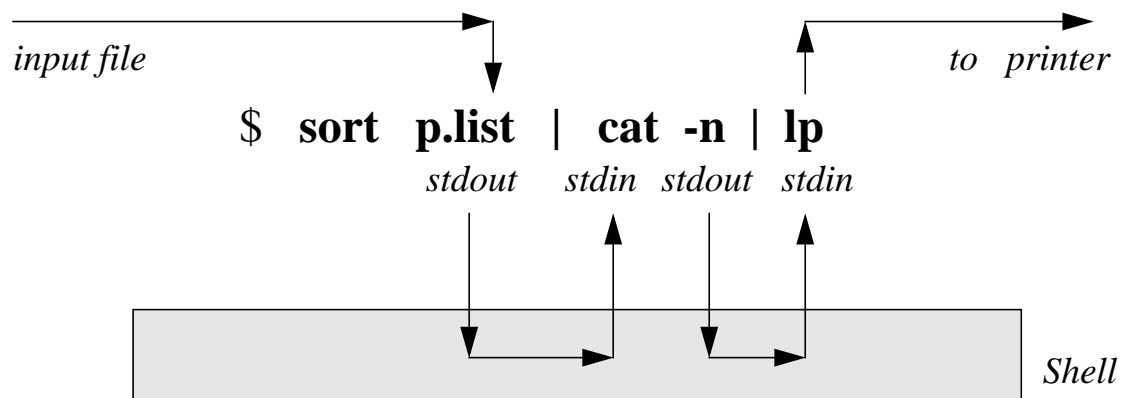 input file
to printer
$ sort p.list | cat -n | lp
stdout stdin stdout stdin
Shell